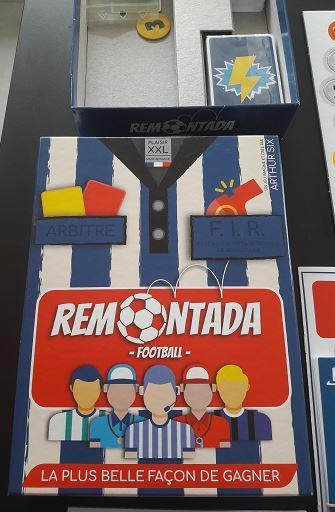 3
REMONTADA
PLAISIR
XXL
ARTHUR SIX
ARBITRE
F.I.R.
REMONTADA
- FOOTBALL -
LA PLUS BELLE FAÇON DE GAGNER